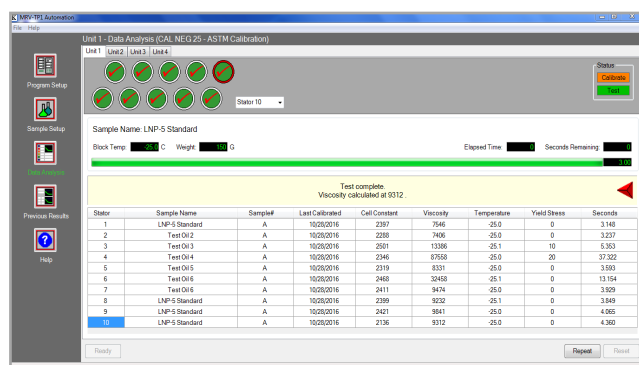 MRV-TP1 Automation
File Help
Unit 1 - Data Analysis (CAL NEG 25 - ASTM Calibration)
Unit 1 Unit 2 Unit 3 Unit 4
Program Setup
Sample Setup
Data Analysis
Previous Results
Help
Stator 10
Status
Calibrate
Test
Sample Name: LNP-5 Standard
Block Temp: -25.0 C Weight: 150 G Elapsed Time: 0 Seconds Remaining: 0
3.00
Test complete.
Viscosity calculated at 9312 .
Stator Sample Name Sample# Last Calibrated Cell Constant Viscosity Temperature Yield Stress Seconds
1 LNP-5 Standard A 10/28/2016 2397 7546 -25.0 0 3.148
2 Test Oil 2 A 10/28/2016 2288 7406 -25.0 0 3.237
3 Test Oil 3 A 10/28/2016 2501 13386 -25.1 10 5.353
4 Test Oil 4 A 10/28/2016 2346 87558 -25.0 20 37.322
5 Test Oil 5 A 10/28/2016 2319 8331 -25.0 0 3.593
6 Test Oil 6 A 10/28/2016 2468 32458 -25.1 0 13.154
7 Test Oil 6 A 10/28/2016 2411 9474 -25.0 0 3.929
8 LNP-5 Standard A 10/28/2016 2399 9232 -25.1 0 3.849
9 LNP-5 Standard A 10/28/2016 2421 9841 -25.0 0 4.065
10 LNP-5 Standard A 10/28/2016 2136 9312 -25.0 0 4.360
Ready Repeat Reset